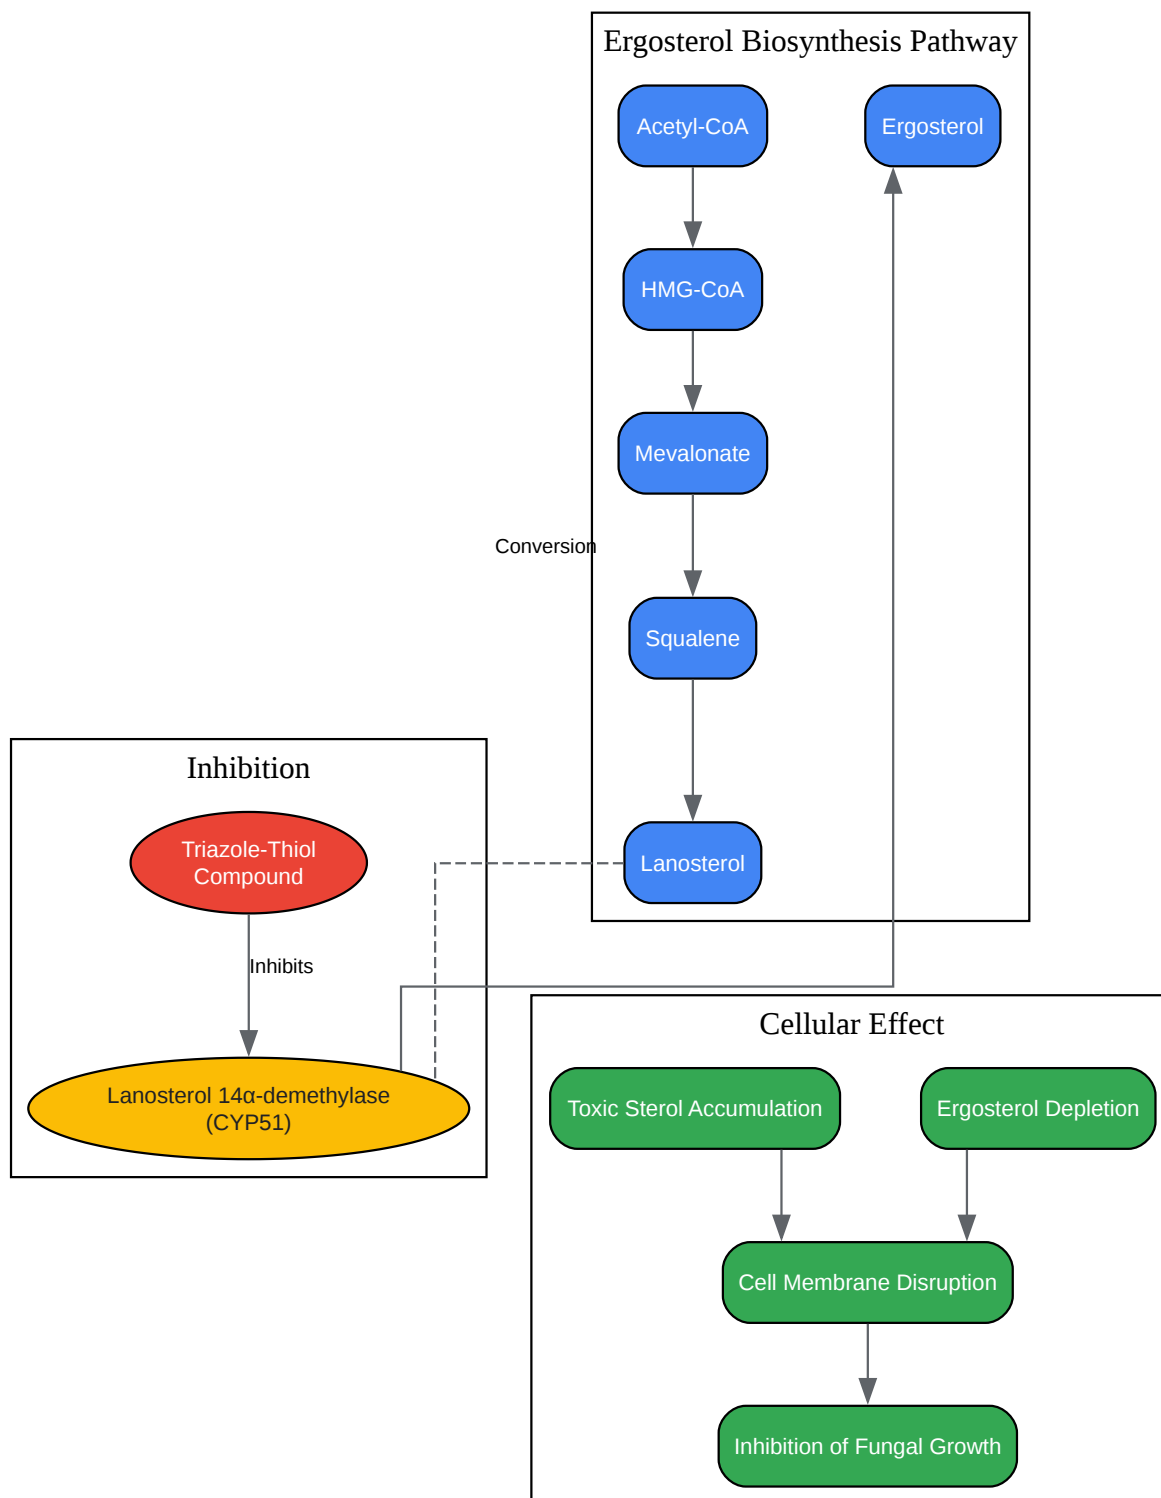 Ergosterol Biosynthesis Pathway
Acetyl-CoA
Ergosterol
HMG-CoA
Mevalonate
Conversion
Squalene
Inhibition
Triazole-Thiol
Compound
Lanosterol
Inhibits
Lanosterol 14α-demethylase
(CYP51)
Cellular Effect
Toxic Sterol Accumulation
Ergosterol Depletion
Cell Membrane Disruption
Inhibition of Fungal Growth